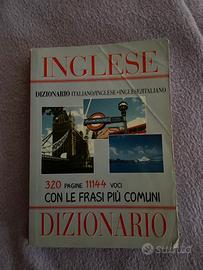 INGLESE
DIZIONARIO ITALIANO/INGLESE • INGLESE/ITALIANO
320 PAGINE 11144 VOCI
CON LE FRASI PIÙ COMUNI
DIZIONARIO
subito